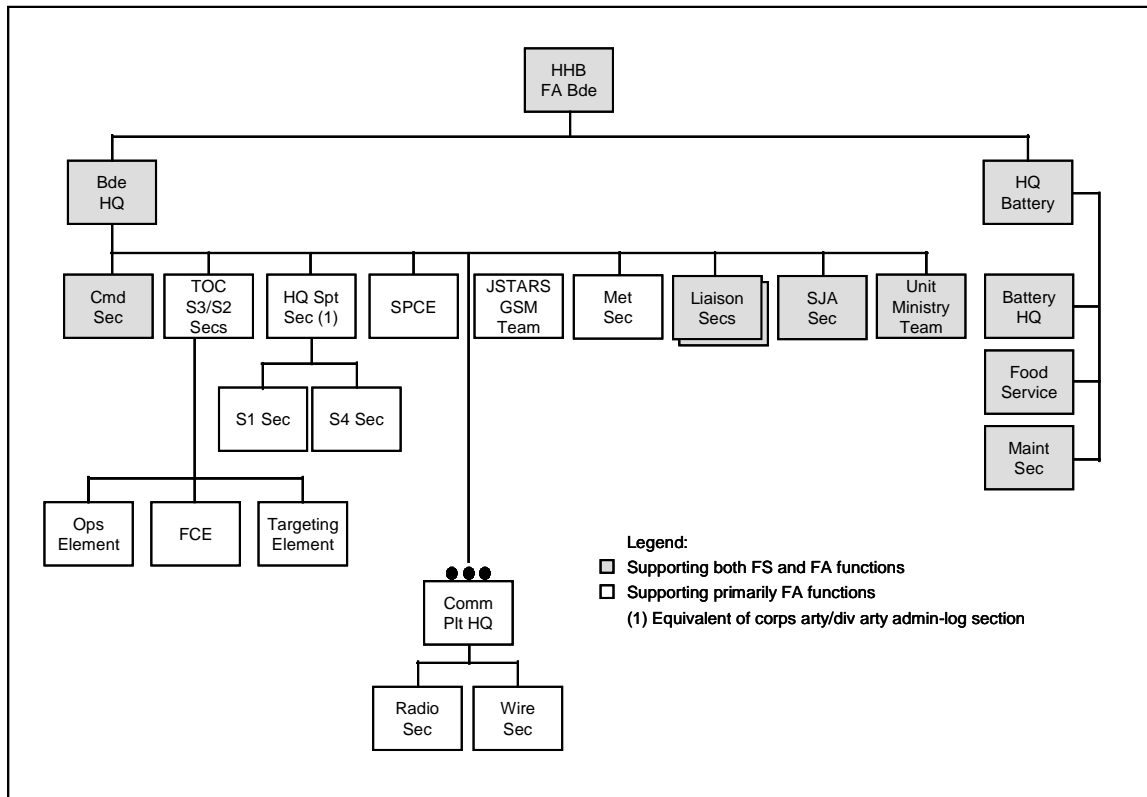 HHB
FA Bde
Bde
HQ
HQ
Battery
Cmd
Sec
TOC
S3/S2
Secs
HQ Spt
Sec (1)
SPCE
JSTARS
GSM
Team
Met
Sec
Liaison
Secs
SJA
Sec
Unit
Ministry
Team
Battery
HQ
Food
Service
Maint
Sec
S1 Sec
S4 Sec
Ops
Element
FCE
Targeting
Element
Comm
Plt HQ
Radio
Sec
Wire
Sec
Legend:
Supporting both FS and FA functions
Supporting primarily FA functions
(1) Equivalent of corps arty/div arty admin-log section